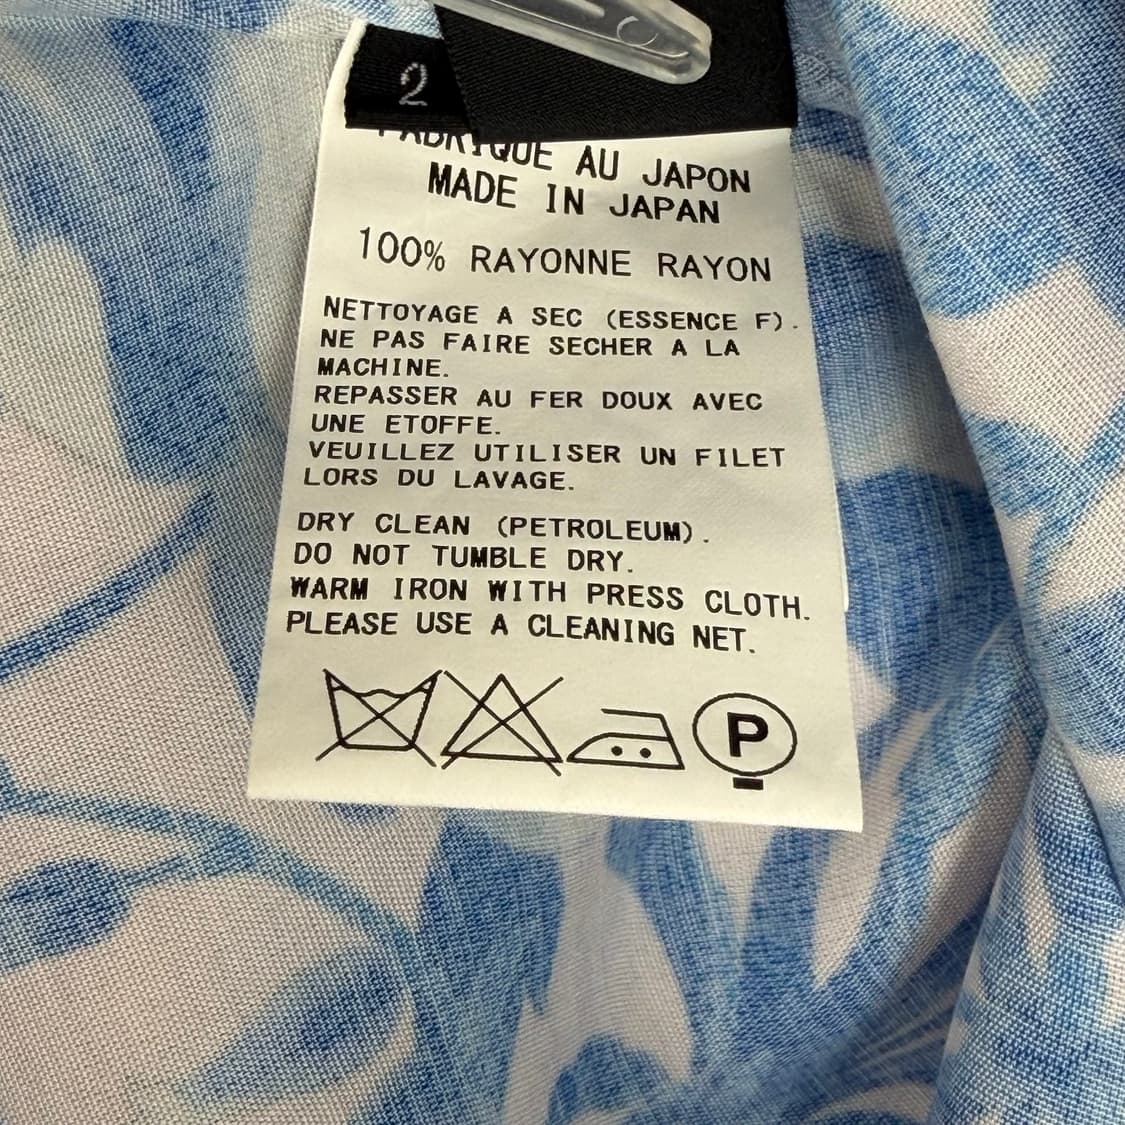 2
FABRIQUE AU JAPON
MADE IN JAPAN
100% RAYONNE RAYON
NETTOYAGE A SEC (ESSENCE F).
NE PAS FAIRE SECHER A LA
MACHINE.
REPASSER AU FER DOUX AVEC
UNE ETOFFE.
VEUILLEZ UTILISER UN FILET
LORS DU LAVAGE.
DRY CLEAN (PETROLEUM).
DO NOT TUMBLE DRY.
WARM IRON WITH PRESS CLOTH.
PLEASE USE A CLEANING NET.
P